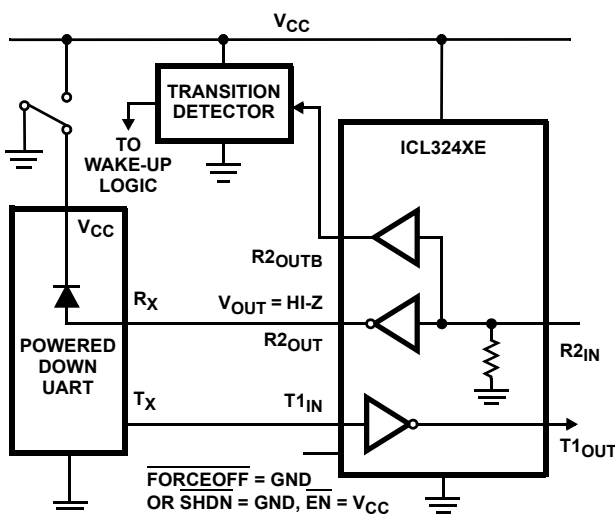 VCC
TRANSITION
DETECTOR
TO
WAKE-UP
LOGIC
ICL324XE
VCC
R2OUTB
RX
VOUT = HI-Z
R2OUT
R2IN
POWERED
DOWN
UART
TX
T1IN
T1OUT
FORCEOFF = GND
OR SHDN = GND, EN = VCC